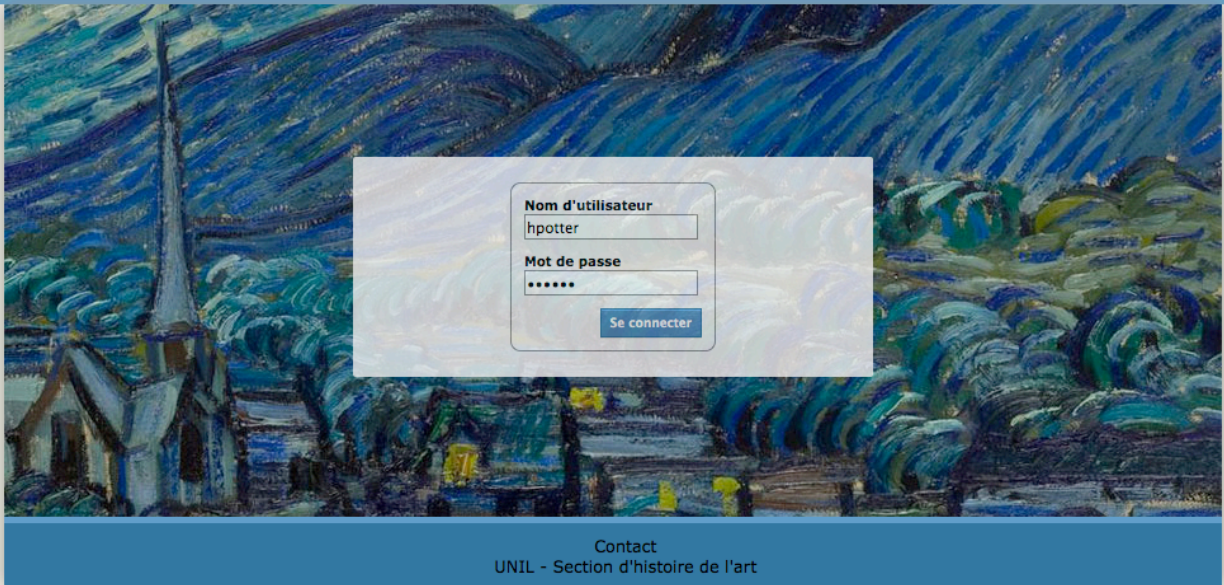 Nom d'utilisateur
hpotter
Mot de passe
••••••
Se connecter
Contact
UNIL - Section d'histoire de l'art